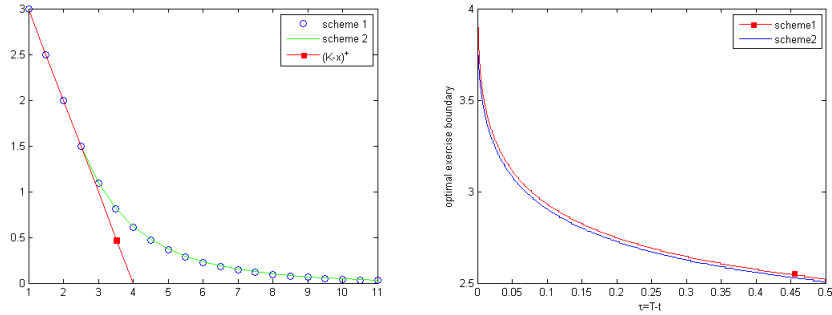 3
2.5
2
1.5
1
0.5
0
1 2 3 4 5 6 7 8 9 10 11
scheme 1
scheme 2
(K-x)+
optimal exercise boundary
4
3.5
3
2.5
0 0.05 0.1 0.15 0.2 0.25 0.3 0.35 0.4 0.45 0.5
τ=T-t
scheme1
scheme2